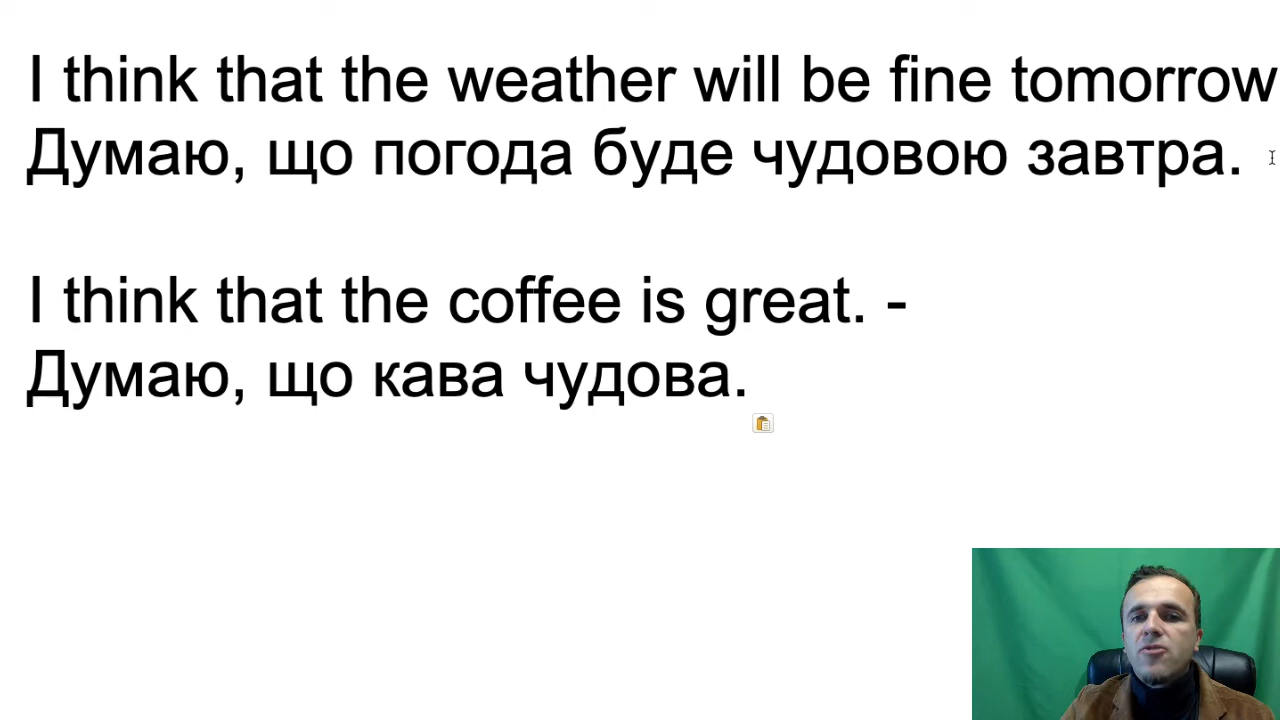 I think that the weather will be fine tomorrow
Думаю, що погода буде чудовою завтра.
I think that the coffee is great. -
Думаю, що кава чудова.